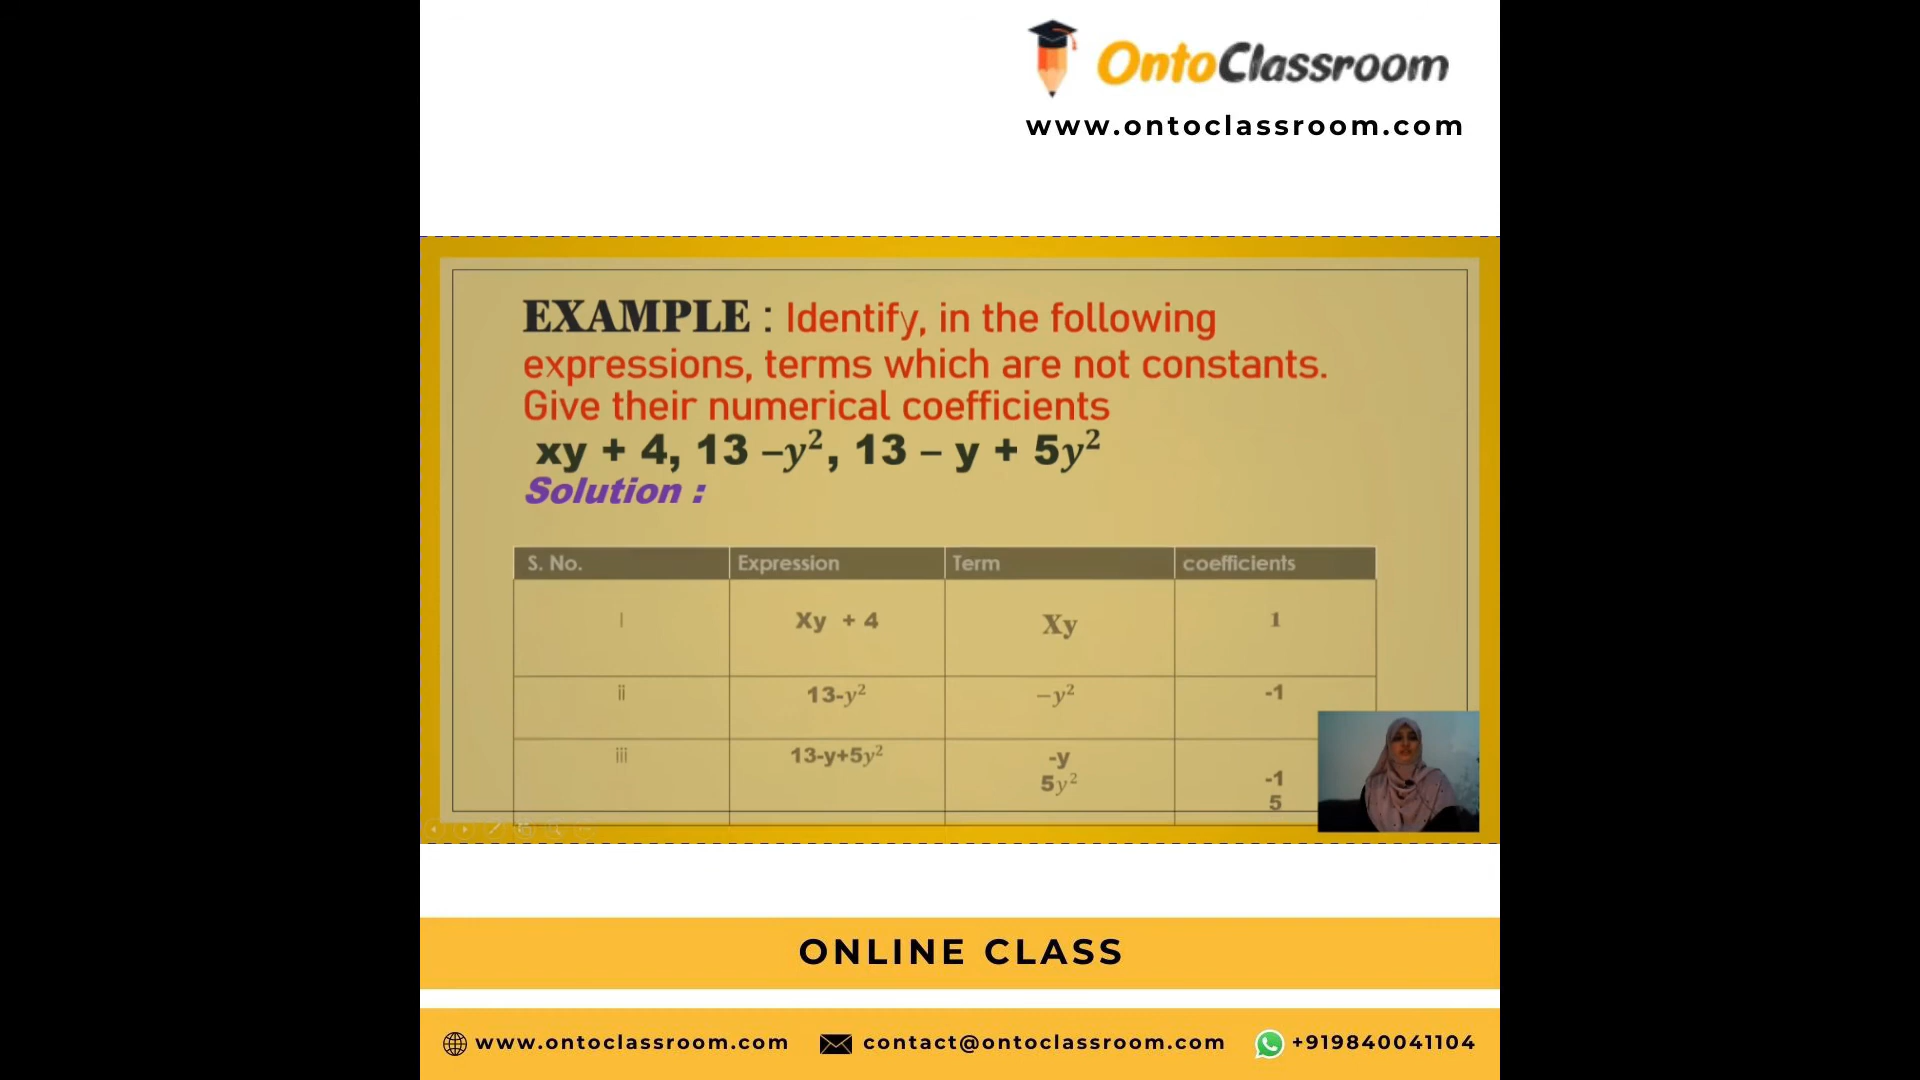 OntoClassroom
www.ontoclassroom.com
EXAMPLE : Identify, in the following
expressions, terms which are not constants.
Give their numerical coefficients
xy + 4, 13 –y², 13 – y + 5y²
Solution :
S. No. Expression Term coefficients
i Xy + 4 Xy 1
ii 13-y² –y² -1
iii 13-y+5y² -y
5y² -1
5
ONLINE CLASS
www.ontoclassroom.com contact@ontoclassroom.com +919840041104